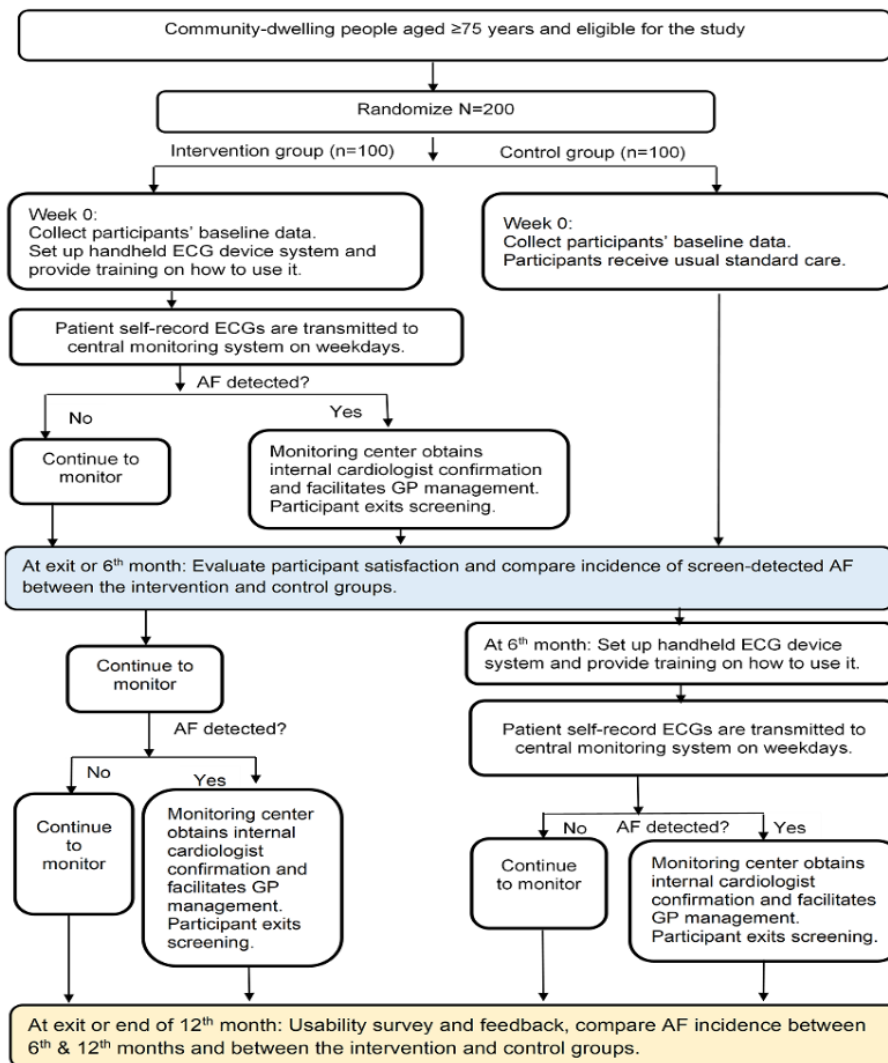 Community-dwelling people aged ≥75 years and eligible for the study
Randomize N=200
Intervention group (n=100)
Control group (n=100)
Week 0:
Collect participants’ baseline data.
Set up handheld ECG device system and
provide training on how to use it.
Week 0:
Collect participants’ baseline data.
Participants receive usual standard care.
Patient self-record ECGs are transmitted to
central monitoring system on weekdays.
AF detected?
No
Yes
Continue to
monitor
Monitoring center obtains
internal cardiologist confirmation
and facilitates GP management.
Participant exits screening.
At exit or 6th month: Evaluate participant satisfaction and compare incidence of screen-detected AF
between the intervention and control groups.
Continue to
monitor
AF detected?
No
Yes
Continue
to
monitor
Monitoring center
obtains internal
cardiologist
confirmation and
facilitates GP
management.
Participant exits
screening.
At 6th month: Set up handheld ECG device
system and provide training on how to use it.
Patient self-record ECGs are transmitted to
central monitoring system on weekdays.
No
AF detected?
Yes
Continue
to monitor
Monitoring center obtains
internal cardiologist
confirmation and facilitates
GP management.
Participant exits screening.
At exit or end of 12th month: Usability survey and feedback, compare AF incidence between
6th & 12th months and between the intervention and control groups.